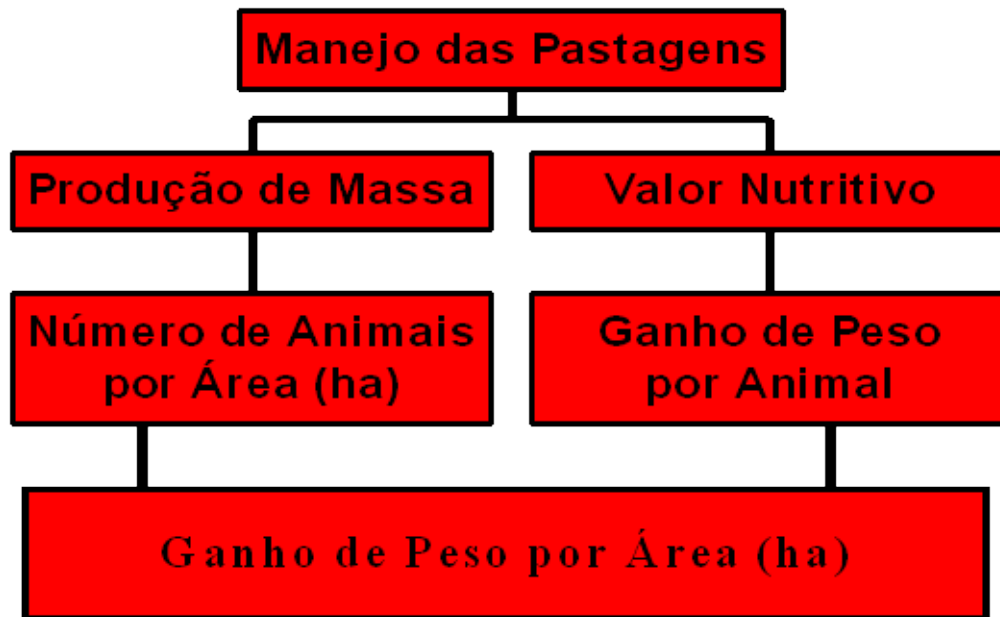 Manejo das Pastagens
Produção de Massa
Valor Nutritivo
Número de Animais
por Área (ha)
Ganho de Peso
por Animal
Ganho de Peso por Área (ha)